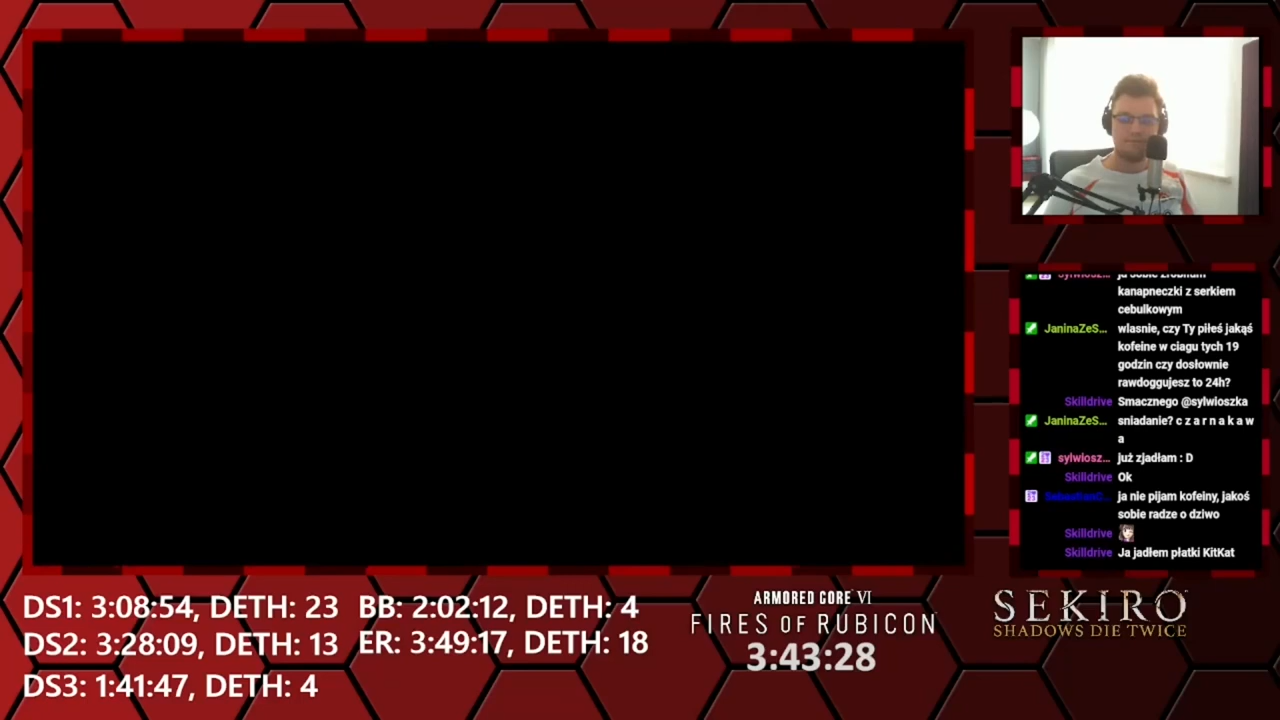 kanapneczki z serkiem
cebulkowym
JaninaZeS... wlasnie, czy Ty piłeś jakąś
kofeine w ciagu tych 19
godzin czy dosłownie
rawdoggujesz to 24h?
Skilldrive Smacznego @sylwioszka
JaninaZeS... sniadanie? c z a r n a k a w
a
sylwiosz... już zjadłam : D
Skilldrive Ok
ja nie pijam kofeiny, jakoś
sobie radze o dziwo
Skilldrive
Skilldrive Ja jadłem płatki KitKat
DS1: 3:08:54, DETH: 23 BB: 2:02:12, DETH: 4
DS2: 3:28:09, DETH: 13 ER: 3:49:17, DETH: 18
DS3: 1:41:47, DETH: 4
ARMORED CORE VI
FIRES OF RUBICON
3:43:28
SEKIRO
SHADOWS DIE TWICE